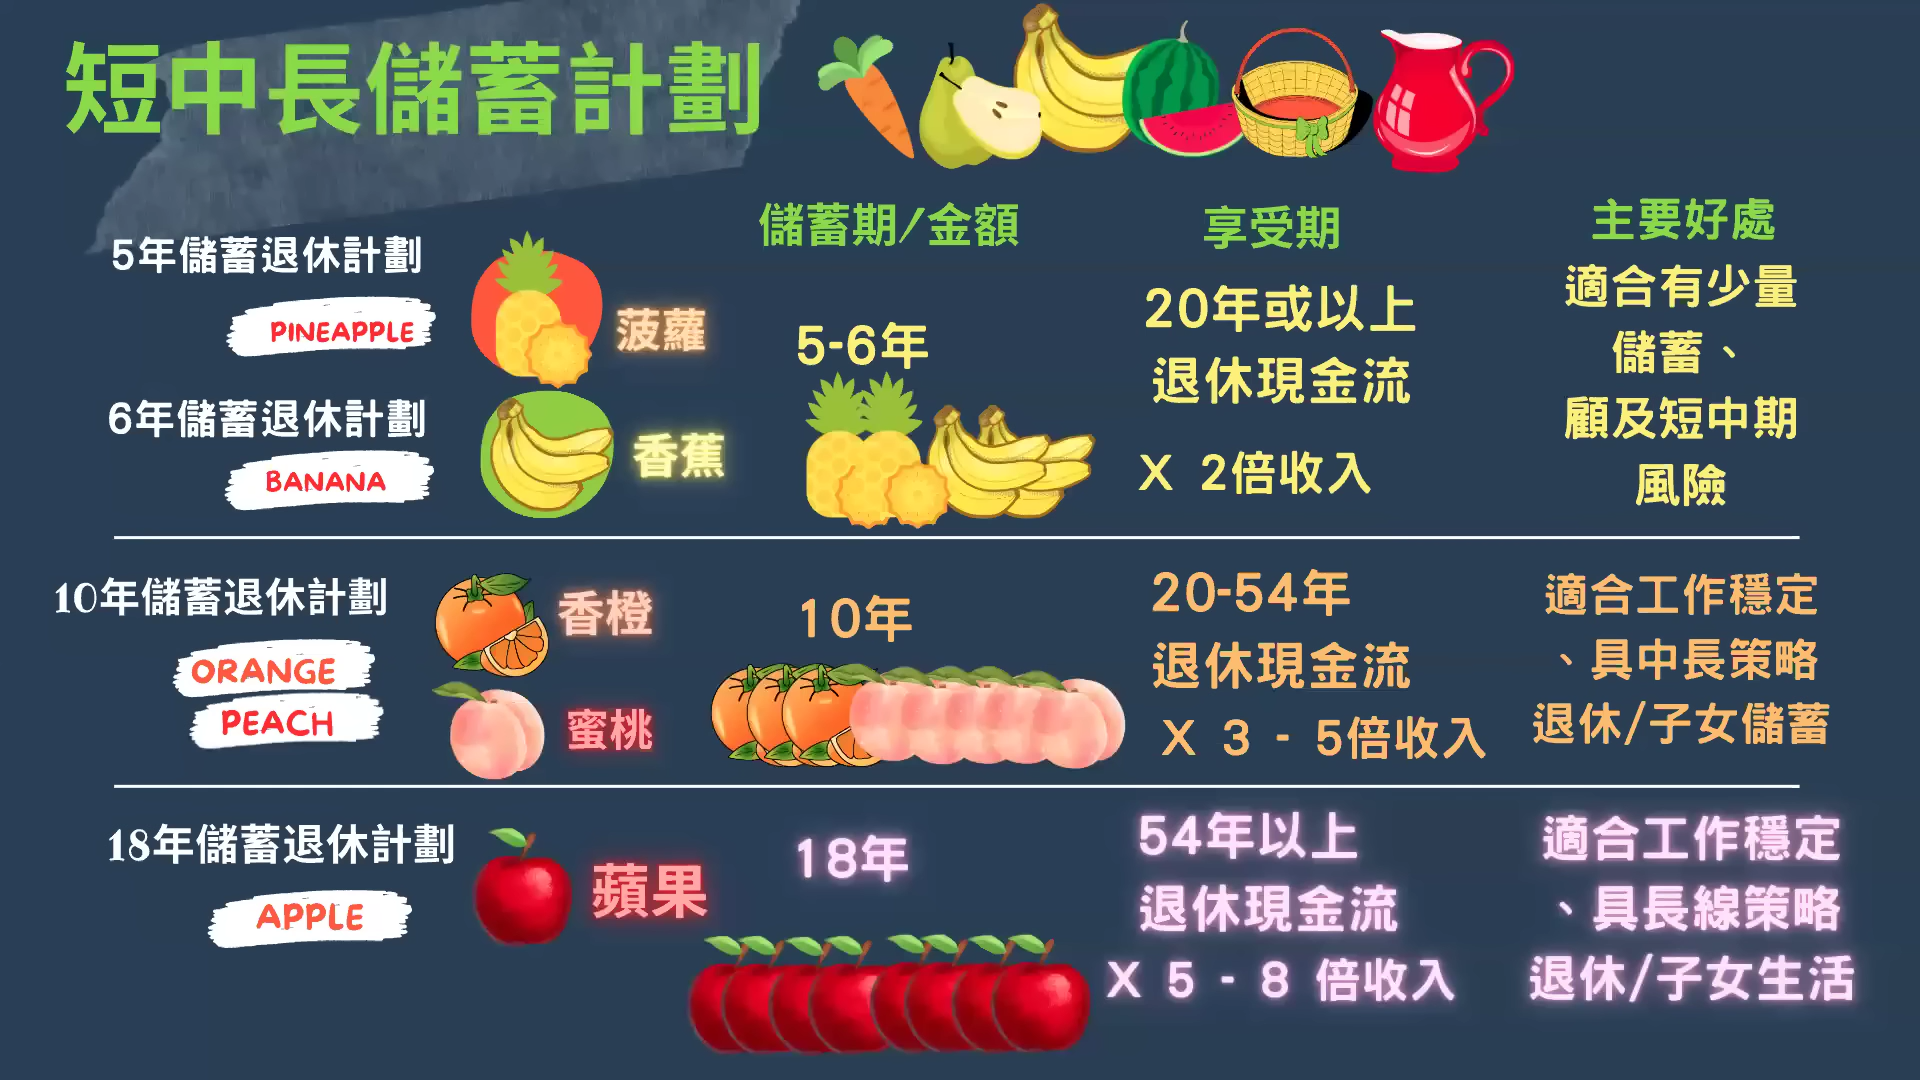 短中長儲蓄計劃
儲蓄期/金額
享受期
主要好處
5年儲蓄退休計劃
PINEAPPLE
菠蘿
6年儲蓄退休計劃
BANANA
香蕉
5-6年
20年或以上
退休現金流
X 2倍收入
適合有少量
儲蓄、
顧及短中期
風險
10年儲蓄退休計劃
ORANGE
香橙
PEACH
蜜桃
10年
20-54年
退休現金流
X 3 - 5倍收入
適合工作穩定
、具中長策略
退休/子女儲蓄
18年儲蓄退休計劃
APPLE
蘋果
18年
54年以上
退休現金流
X 5 - 8 倍收入
適合工作穩定
、具長線策略
退休/子女生活